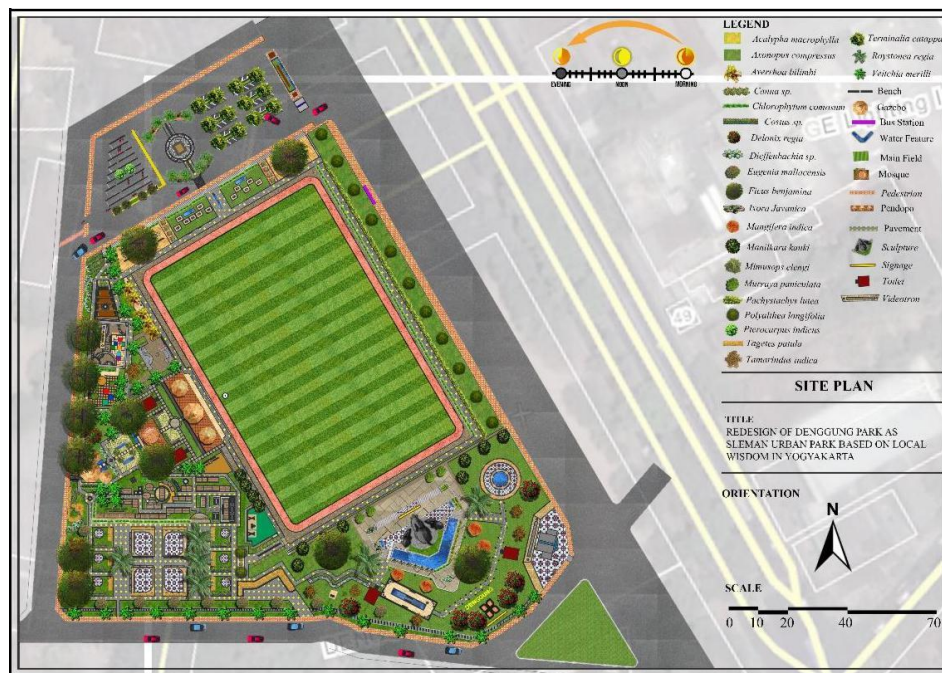 LEGEND
Acalypha macrophylla
Axonopus compressus
Averrhoa bilimbi
Canna sp.
Chlorophytum comosum
Costus sp.
Delonix regia
Dieffenbachia sp.
Eugenia mallacensis
Ficus benjamina
Ixora Javanica
Mangifera indica
Manilkara kauki
Mimusops elengi
Murraya paniculata
Pachystachys lutea
Polyalthea longifolia
Pterocarpus indicus
Tagetes patula
Tamarindus indica
Terminalia catappa
Roystonea regia
Veitchia merilli
Bench
Gazebo
Bus Station
Water Feature
Main Field
Mosque
Pedestrion
Pendopo
Pavement
Sculpture
Signage
Toilet
Videotron
EVENING
NOON
MORNING
49
SITE PLAN
TITLE
REDESIGN OF DENGGUNG PARK AS
SLEMAN URBAN PARK BASED ON LOCAL
WISDOM IN YOGYAKARTA
ORIENTATION
N
SCALE
0 10 20 40 70